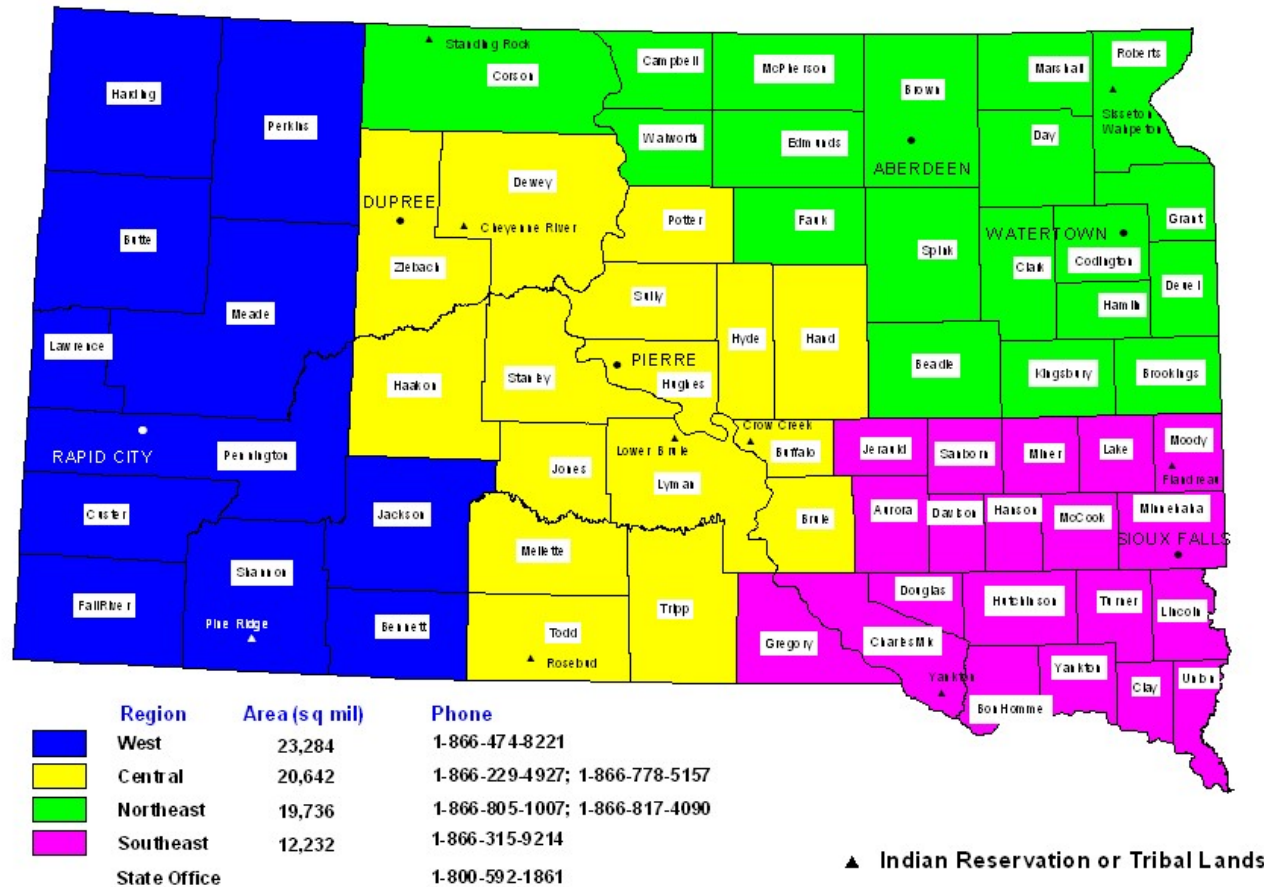 Standing Rock
Corson
Campbell
McPherson
Brown
Marshall
Roberts
Harding
Perkins
Sisseton
Wahpeton
Walworth
Edmunds
Day
ABERDEEN
Dewey
DUPREE
Cheyenne River
Potter
Faulk
Grant
Butte
Ziebach
Spink
WATERTOWN
Clark
Codington
Deuel
Sully
Hamlin
Meade
Lawrence
Hyde
Hand
PIERRE
Haakon
Stanley
Hughes
Beadle
Kingsbury
Brookings
RAPID CITY
Pennington
Crow Creek
Lower Brule
Buffalo
Jerauld
Sanborn
Miner
Lake
Moody
Flandreau
Jones
Lyman
Custer
Jackson
Brule
Aurora
Davison
Hanson
McCook
Minnehaha
SIOUX FALLS
Mellette
Shannon
Fall River
Pine Ridge
Bennett
Todd
Rosebud
Tripp
Gregory
Douglas
Charles Mix
Hutchinson
Turner
Lincoln
Yankton
Bon Homme
Yankton
Clay
Union
Region Area (sq mil) Phone
West 23,284 1-866-474-8221
Central 20,642 1-866-229-4927; 1-866-778-5157
Northeast 19,736 1-866-805-1007; 1-866-817-4090
Southeast 12,232 1-866-315-9214
State Office 1-800-592-1861
▲ Indian Reservation or Tribal Lands